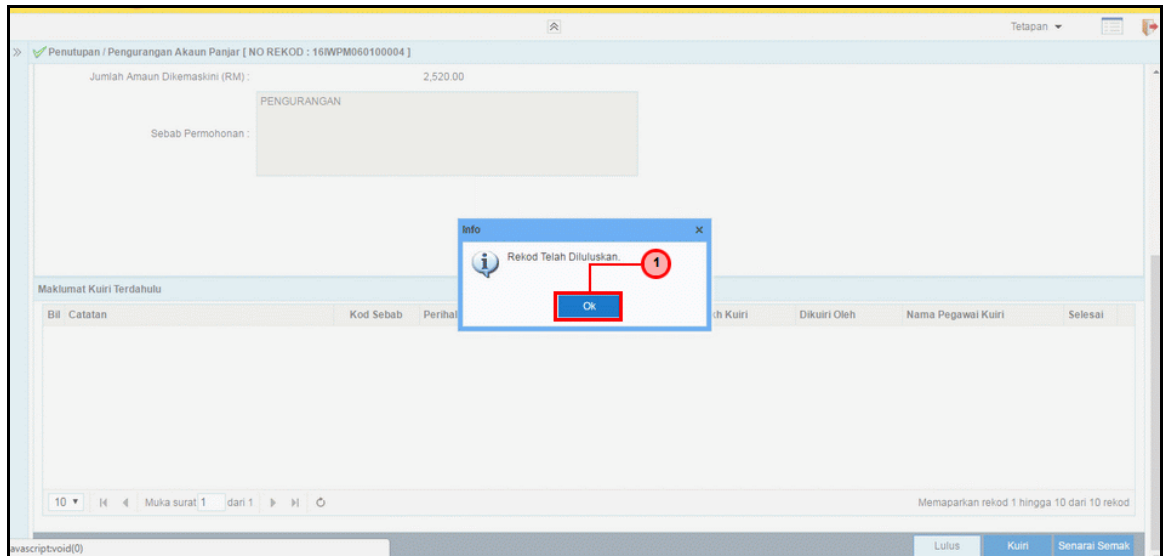 Tetapan
Penutupan / Pengurangan Akaun Panjar [ NO REKOD : 16IWPM060100004 ]
Jumlah Amaun Dikemaskini (RM) : 2,520.00
PENGURANGAN
Sebab Permohonan :
Info
Rekod Telah Diluluskan.
1
Ok
Maklumat Kuiri Terdahulu
Bil Catatan Kod Sebab Perihal kh Kuiri Dikuiri Oleh Nama Pegawai Kuiri Selesai
10 Muka surat 1 dari 1 Memaparkan rekod 1 hingga 10 dari 10 rekod
avascript:void(0) Lulus Kuiri Senarai Semak